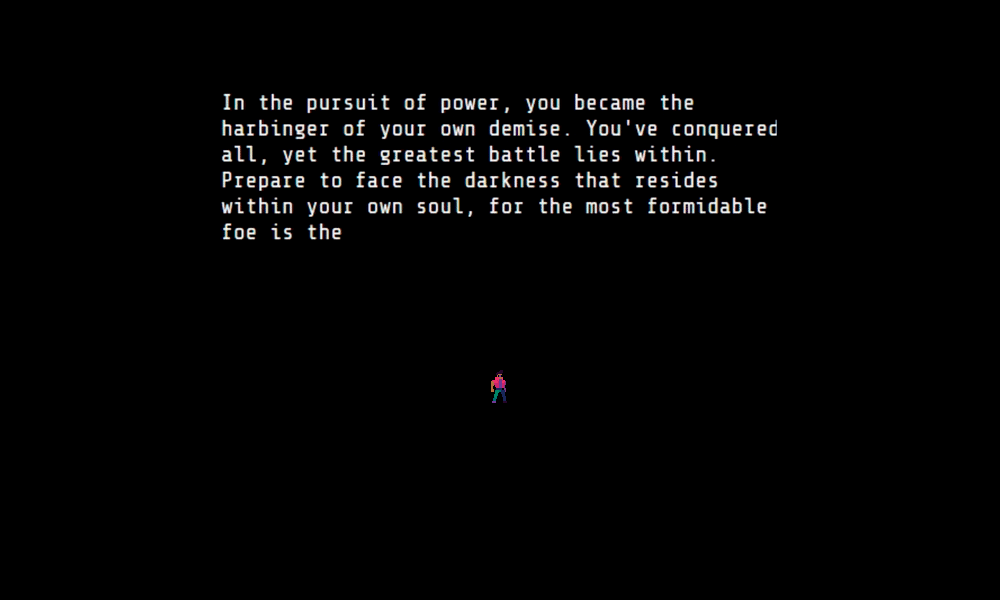 In the pursuit of power, you became the
harbinger of your own demise. You've conquered
all, yet the greatest battle lies within.
Prepare to face the darkness that resides
within your own soul, for the most formidable
foe is the